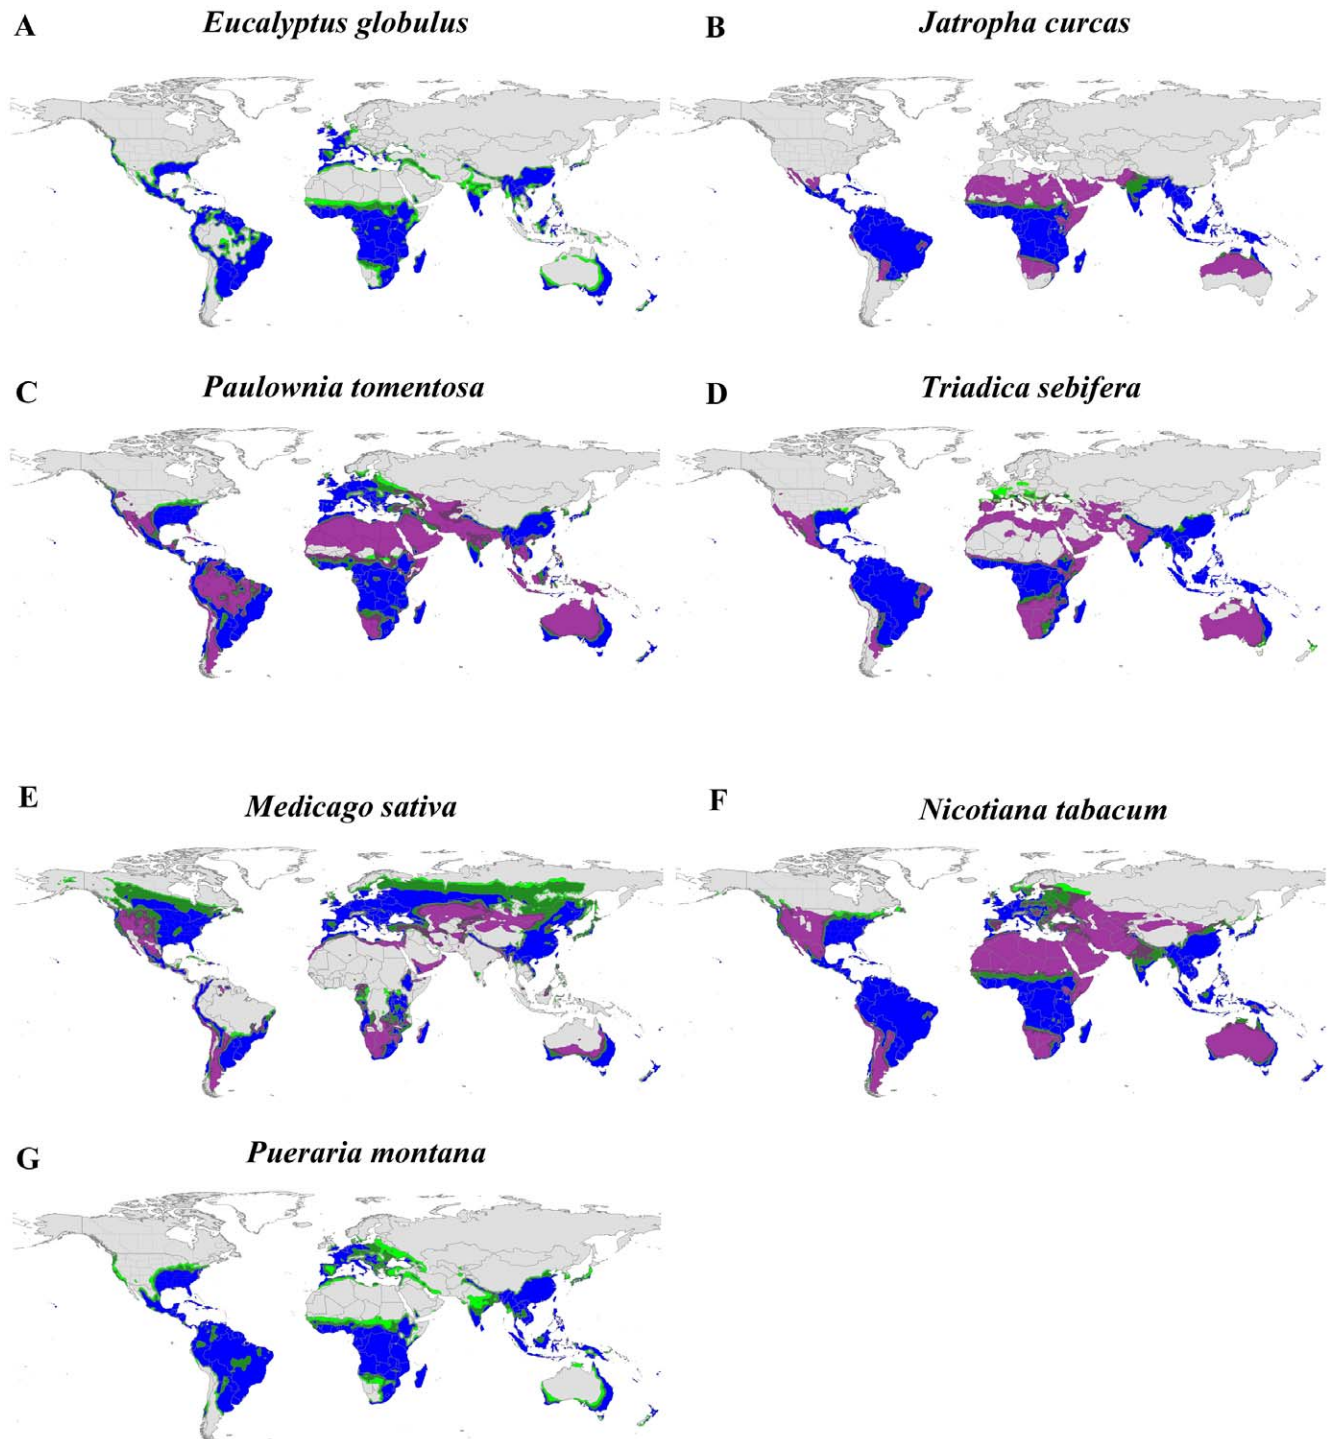 A Eucalyptus globulus
B Jatropha curcas
C Paulownia tomentosa
D Triadica sebifera
E Medicago sativa
F Nicotiana tabacum
G Pueraria montana